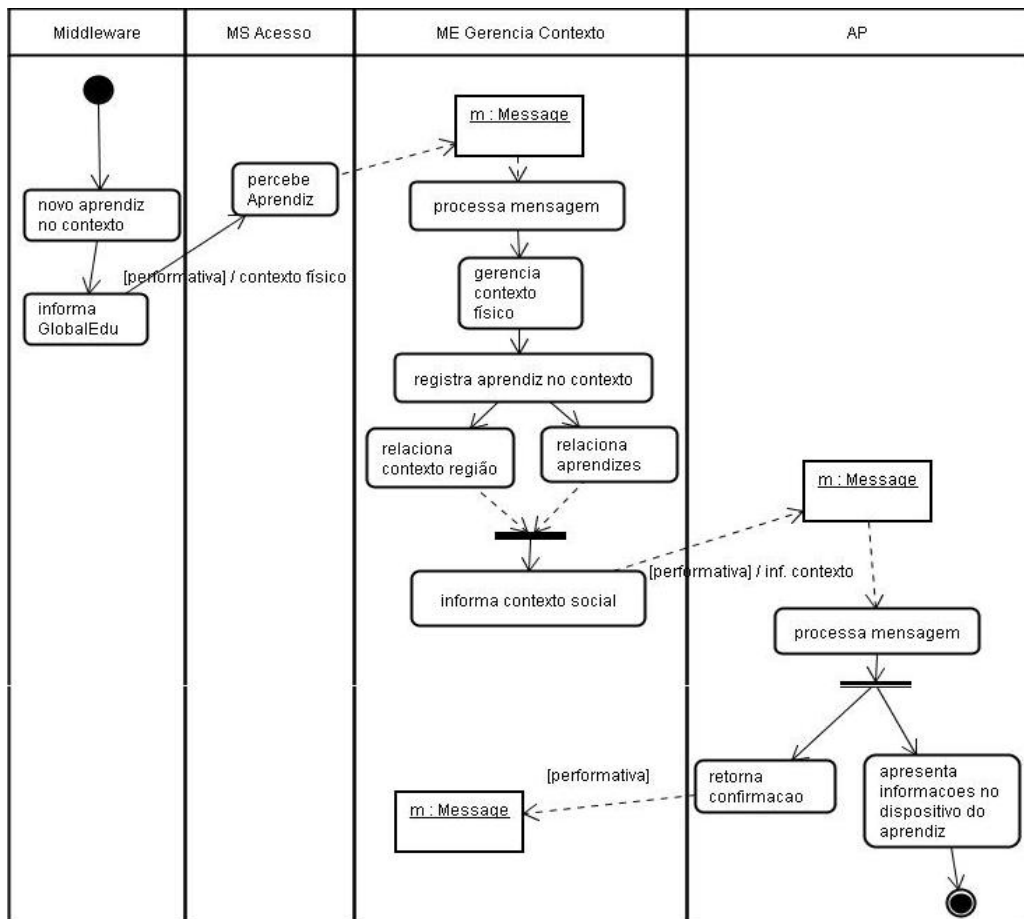 Middleware
MS Acesso
ME Gerencia Contexto
AP
m : Message
percebe
Aprendiz
novo aprendiz
no contexto
processa mensagem
[performativa] / contexto físico
gerencia
contexto
físico
informa
GlobalEdu
registra aprendiz no contexto
relaciona
contexto região
relaciona
aprendizes
m : Message
[performativa] / inf. contexto
informa contexto social
processa mensagem
[performativa]
retorna
confirmacao
apresenta
informacoes no
dispositivo do
aprendiz
m : Message